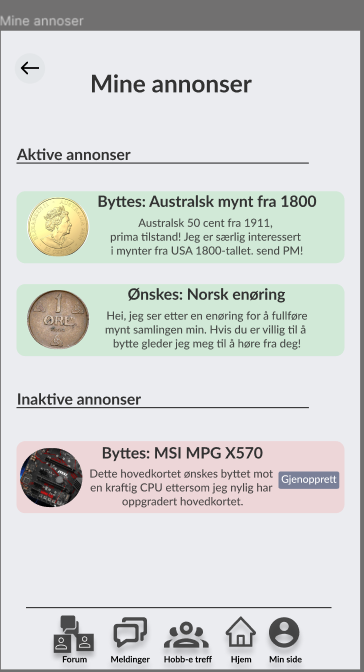 Mine annoser
Mine annonser
Aktive annonser
Byttes: Australsk mynt fra 1800
Australsk 50 cent fra 1911,
prima tilstand! Jeg er særlig interessert
i mynter fra USA 1800-tallet. send PM!
1
ØRE
Ønskes: Norsk enøring
Hei, jeg ser etter en enøring for å fullføre
mynt samlingen min. Hvis du er villig til å
bytte gleder jeg meg til å høre fra deg!
Inaktive annonser
Byttes: MSI MPG X570
Dette hovedkortet ønskes byttet mot
en kraftig CPU ettersom jeg nylig har
oppgradert hovedkortet.
Gjenopprett
Forum
Meldinger
Hobb-e treff
Hjem
Min side